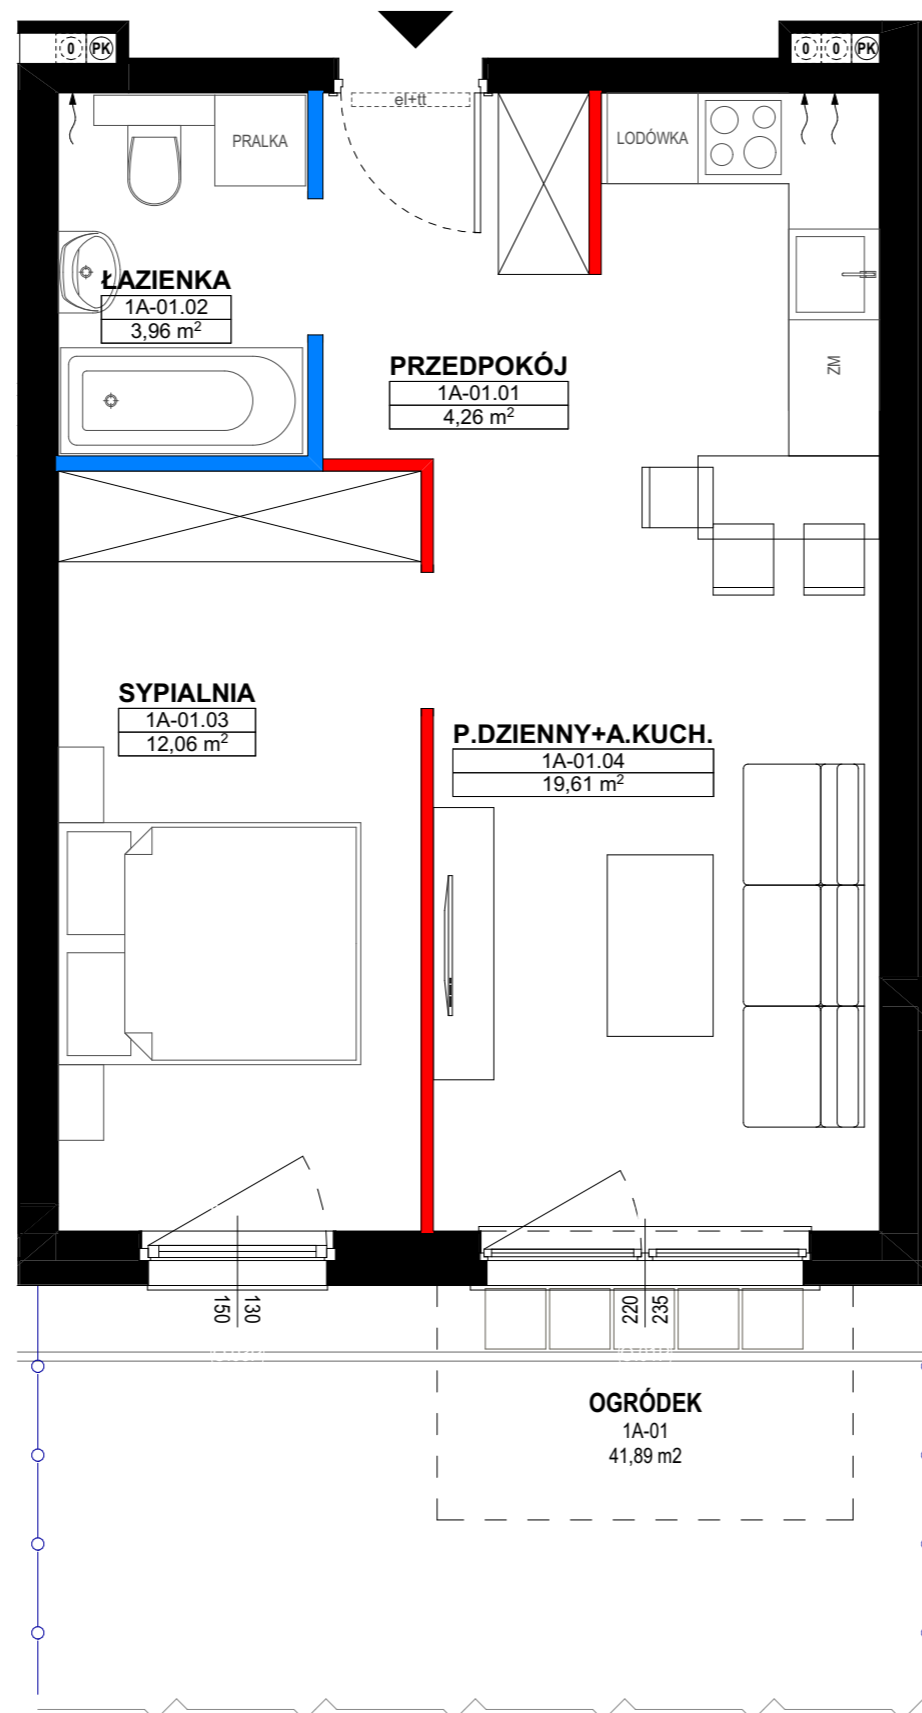 0 PK
0 0 PK
el+tt
PRALKA
LODÓWKA
ŁAZIENKA
1A-01.02
3,96 m²
ZM
PRZEDPOKÓJ
1A-01.01
4,26 m²
SYPIALNIA
1A-01.03
12,06 m²
P.DZIENNY+A.KUCH.
1A-01.04
19,61 m²
150
130
220
235
OGRÓDEK
1A-01
41,89 m2